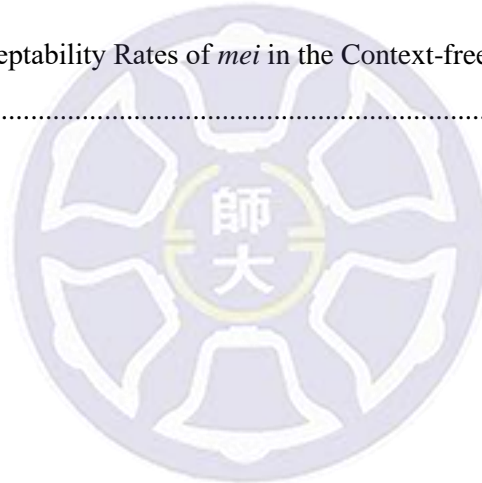 eptability Rates of mei in the Context-free
................................................................
師
大